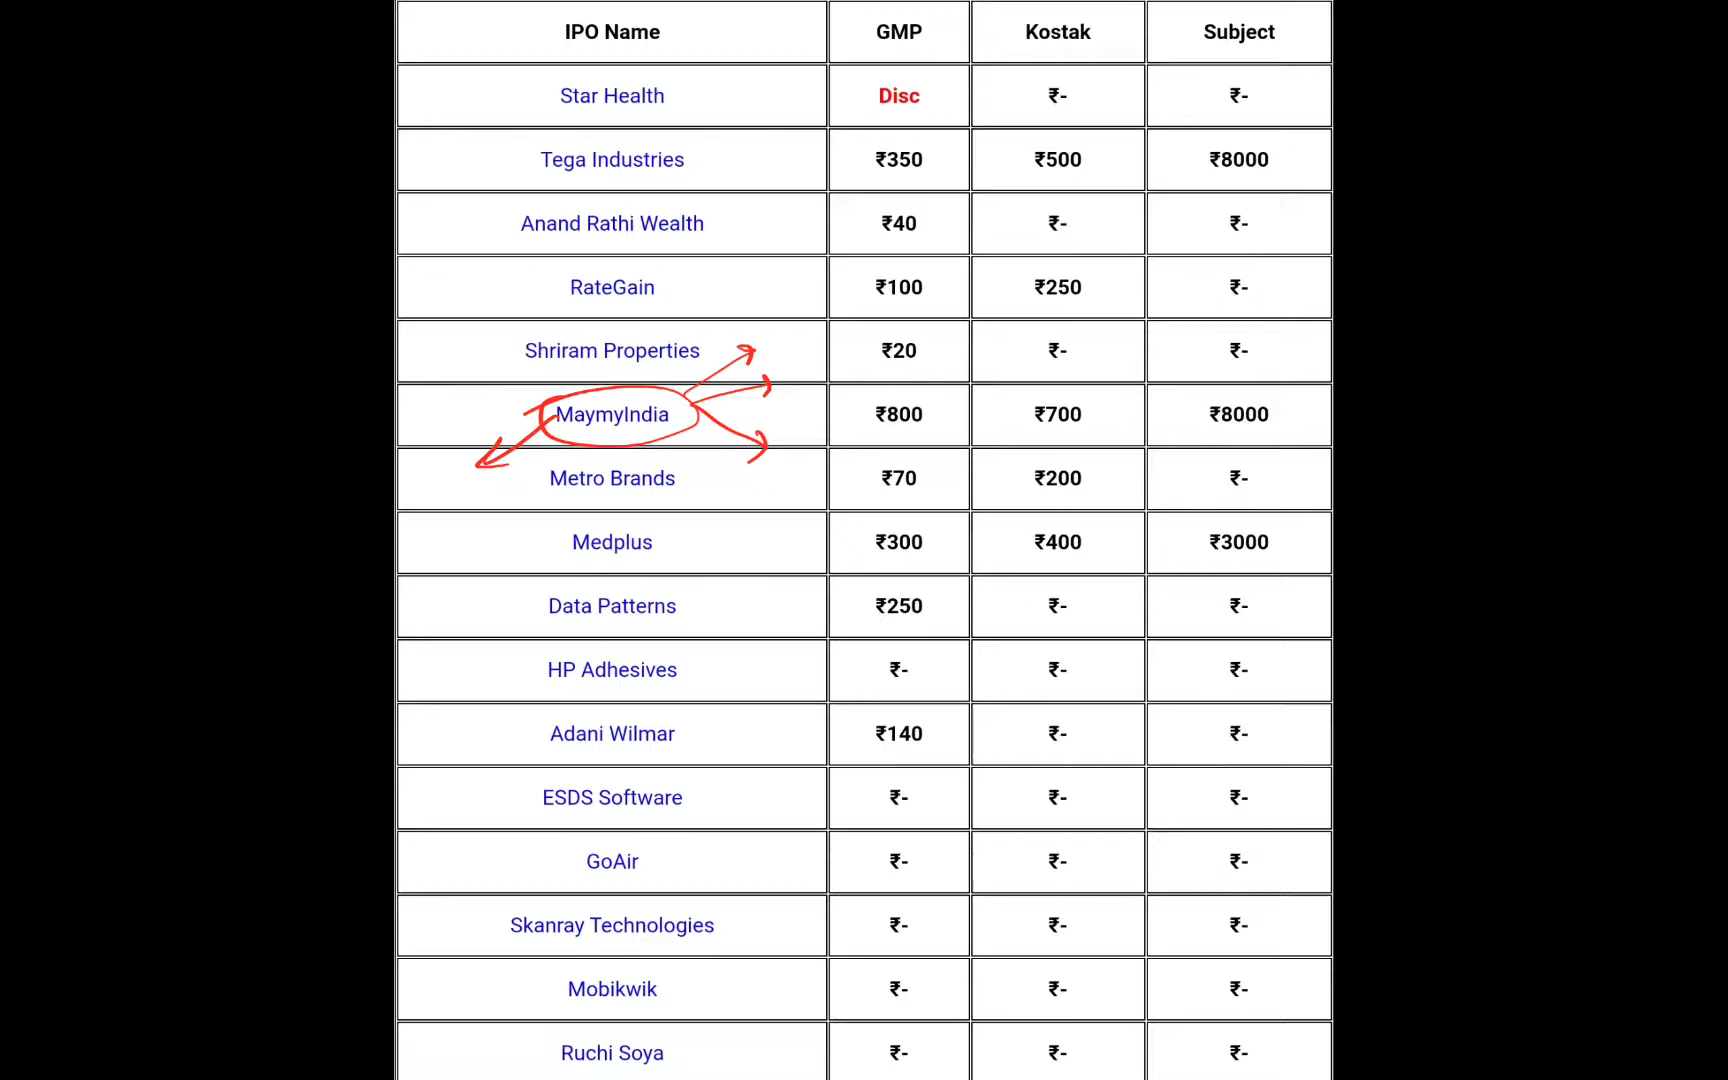 IPO Name GMP Kostak Subject
Star Health Disc ₹- ₹-
Tega Industries ₹350 ₹500 ₹8000
Anand Rathi Wealth ₹40 ₹- ₹-
RateGain ₹100 ₹250 ₹-
Shriram Properties ₹20 ₹- ₹-
MaymyIndia ₹800 ₹700 ₹8000
Metro Brands ₹70 ₹200 ₹-
Medplus ₹300 ₹400 ₹3000
Data Patterns ₹250 ₹- ₹-
HP Adhesives ₹- ₹- ₹-
Adani Wilmar ₹140 ₹- ₹-
ESDS Software ₹- ₹- ₹-
GoAir ₹- ₹- ₹-
Skanray Technologies ₹- ₹- ₹-
Mobikwik ₹- ₹- ₹-
Ruchi Soya ₹- ₹- ₹-